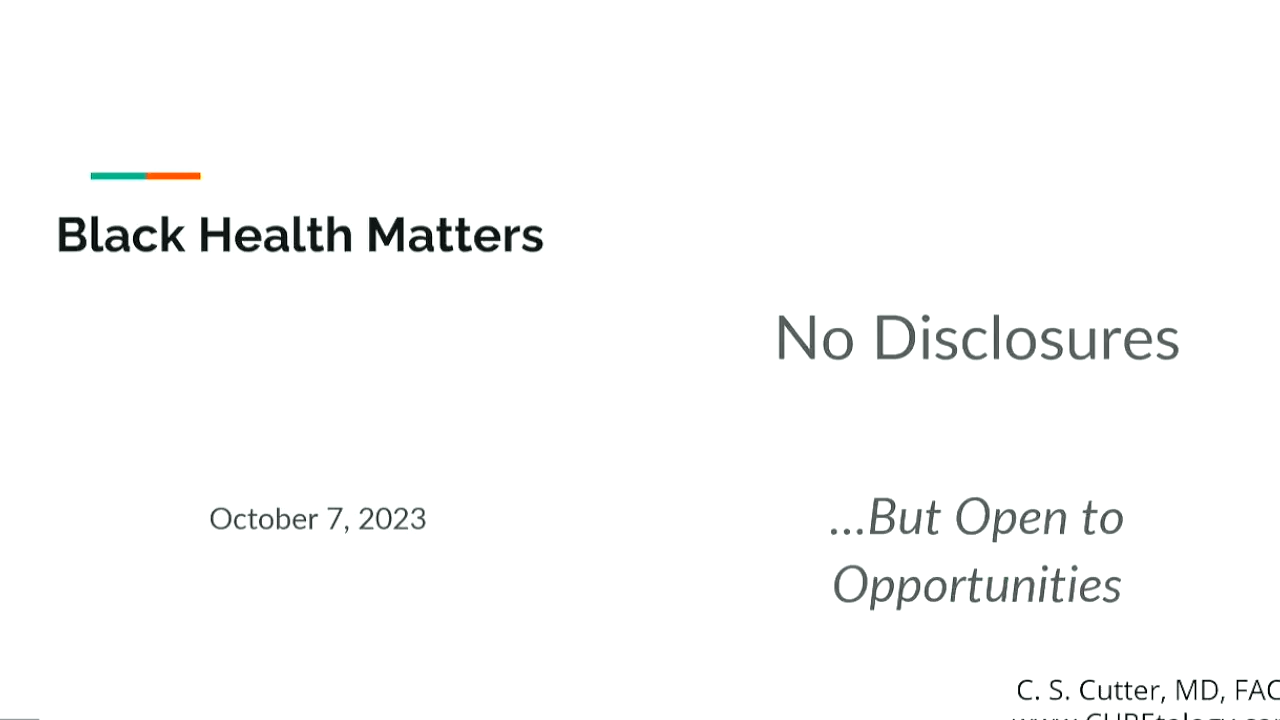 Black Health Matters
No Disclosures
October 7, 2023
...But Open to
Opportunities
C. S. Cutter, MD, FAC